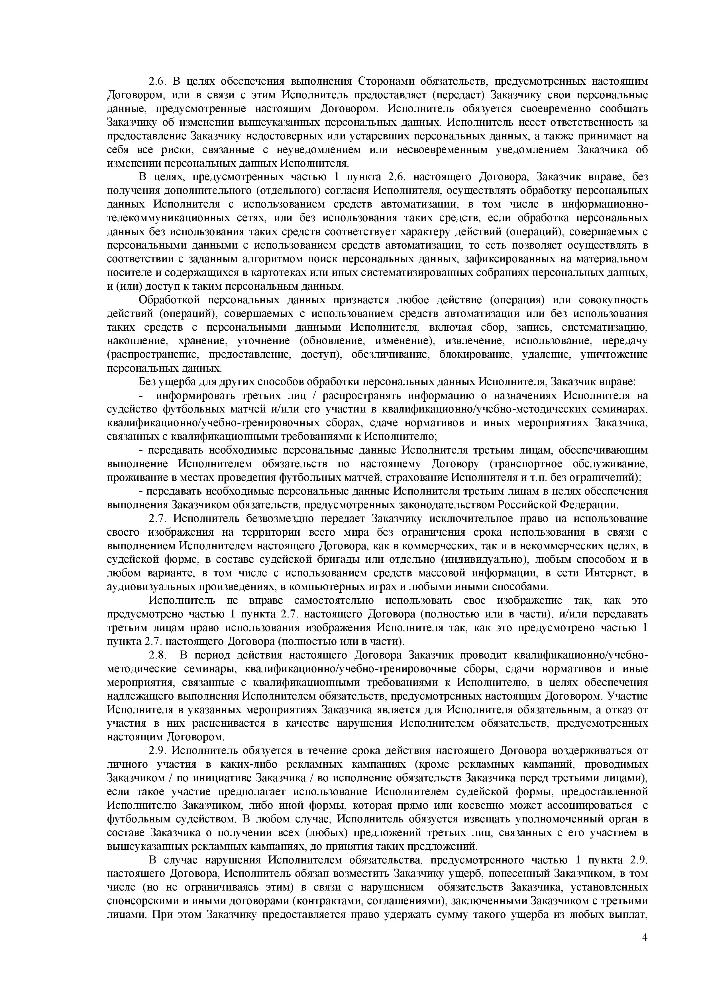 2.6. В целях обеспечения выполнения Сторонами обязательств, предусмотренных настоящим
Договором, или в связи с этим Исполнитель предоставляет (передает) Заказчику свои персональные
данные, предусмотренные настоящим Договором. Исполнитель обязуется своевременно сообщать
Заказчику об изменении вышеуказанных персональных данных. Исполнитель несет ответственность за
предоставление Заказчику недостоверных или устаревших персональных данных, а также принимает на
себя все риски, связанные с неуведомлением или несвоевременным уведомлением Заказчика об
изменении персональных данных Исполнителя.
В целях, предусмотренных частью 1 пункта 2.6. настоящего Договора, Заказчик вправе, без
получения дополнительного (отдельного) согласия Исполнителя, осуществлять обработку персональных
данных Исполнителя с использованием средств автоматизации, в том числе в информационно-
телекоммуникационных сетях, или без использования таких средств, если обработка персональных
данных без использования таких средств соответствует характеру действий (операций), совершаемых с
персональными данными с использованием средств автоматизации, то есть позволяет осуществлять в
соответствии с заданным алгоритмом поиск персональных данных, зафиксированных на материальном
носителе и содержащихся в картотеках или иных систематизированных собраниях персональных данных,
и (или) доступ к таким персональным данным.
Обработкой персональных данных признается любое действие (операция) или совокупность
действий (операций), совершаемых с использованием средств автоматизации или без использования
таких средств с персональными данными Исполнителя, включая сбор, запись, систематизацию,
накопление, хранение, уточнение (обновление, изменение), извлечение, использование, передачу
(распространение, предоставление, доступ), обезличивание, блокирование, удаление, уничтожение
персональных данных.
Без ущерба для других способов обработки персональных данных Исполнителя, Заказчик вправе:
- информировать третьих лиц / распространять информацию о назначениях Исполнителя на
судейство футбольных матчей и/или его участии в квалификационно/учебно-методических семинарах,
квалификационно/учебно-тренировочных сборах, сдаче нормативов и иных мероприятиях Заказчика,
связанных с квалификационными требованиями к Исполнителю;
- передавать необходимые персональные данные Исполнителя третьим лицам, обеспечивающим
выполнение Исполнителем обязательств по настоящему Договору (транспортное обслуживание,
проживание в местах проведения футбольных матчей, страхование Исполнителя и т.п. без ограничений);
- передавать необходимые персональные данные Исполнителя третьим лицам в целях обеспечения
выполнения Заказчиком обязательств, предусмотренных законодательством Российской Федерации.
2.7. Исполнитель безвозмездно передает Заказчику исключительное право на использование
своего изображения на территории всего мира без ограничения срока использования в связи с
выполнением Исполнителем настоящего Договора, как в коммерческих, так и в некоммерческих целях, в
судейской форме, в составе судейской бригады или отдельно (индивидуально), любым способом и в
любом варианте, в том числе с использованием средств массовой информации, в сети Интернет, в
аудиовизуальных произведениях, в компьютерных играх и любыми иными способами.
Исполнитель не вправе самостоятельно использовать свое изображение так, как это
предусмотрено частью 1 пункта 2.7. настоящего Договора (полностью или в части), и/или передавать
третьим лицам право использования изображения Исполнителя так, как это предусмотрено частью 1
пункта 2.7. настоящего Договора (полностью или в части).
2.8. В период действия настоящего Договора Заказчик проводит квалификационно/учебно-
методические семинары, квалификационно/учебно-тренировочные сборы, сдачи нормативов и иные
мероприятия, связанные с квалификационными требованиями к Исполнителю, в целях обеспечения
надлежащего выполнения Исполнителем обязательств, предусмотренных настоящим Договором. Участие
Исполнителя в указанных мероприятиях Заказчика является для Исполнителя обязательным, а отказ от
участия в них расценивается в качестве нарушения Исполнителем обязательств, предусмотренных
настоящим Договором.
2.9. Исполнитель обязуется в течение срока действия настоящего Договора воздерживаться от
личного участия в каких-либо рекламных кампаниях (кроме рекламных кампаний, проводимых
Заказчиком / по инициативе Заказчика / во исполнение обязательств Заказчика перед третьими лицами),
если такое участие предполагает использование Исполнителем судейской формы, предоставленной
Исполнителю Заказчиком, либо иной формы, которая прямо или косвенно может ассоциироваться с
футбольным судейством. В любом случае, Исполнитель обязуется извещать уполномоченный орган в
составе Заказчика о получении всех (любых) предложений третьих лиц, связанных с его участием в
вышеуказанных рекламных кампаниях, до принятия таких предложений.
В случае нарушения Исполнителем обязательства, предусмотренного частью 1 пункта 2.9.
настоящего Договора, Исполнитель обязан возместить Заказчику ущерб, понесенный Заказчиком, в том
числе (но не ограничиваясь этим) в связи с нарушением обязательств Заказчика, установленных
спонсорскими и иными договорами (контрактами, соглашениями), заключенными Заказчиком с третьими
лицами. При этом Заказчику предоставляется право удержать сумму такого ущерба из любых выплат,
4